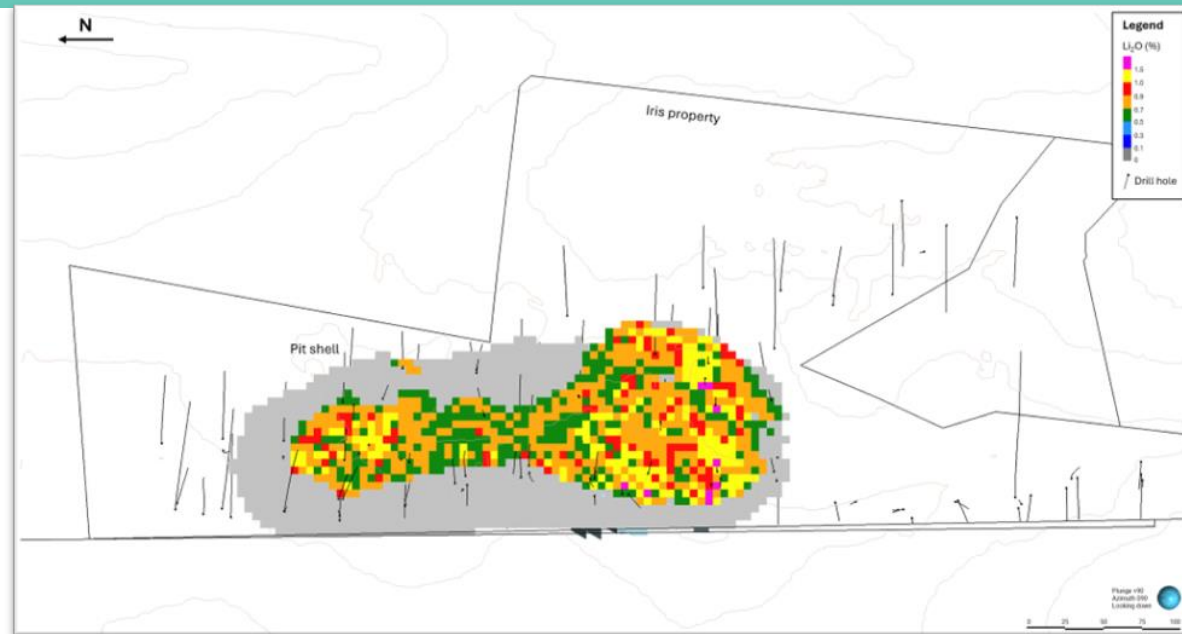 N
Legend
Li₂O (%)
1.5
1.0
0.9
0.7
0.5
0.3
0.1
0
Drill hole
Iris property
Pit shell
Plunge +90
Azimuth 090
Looking down
0 25 50 75 100